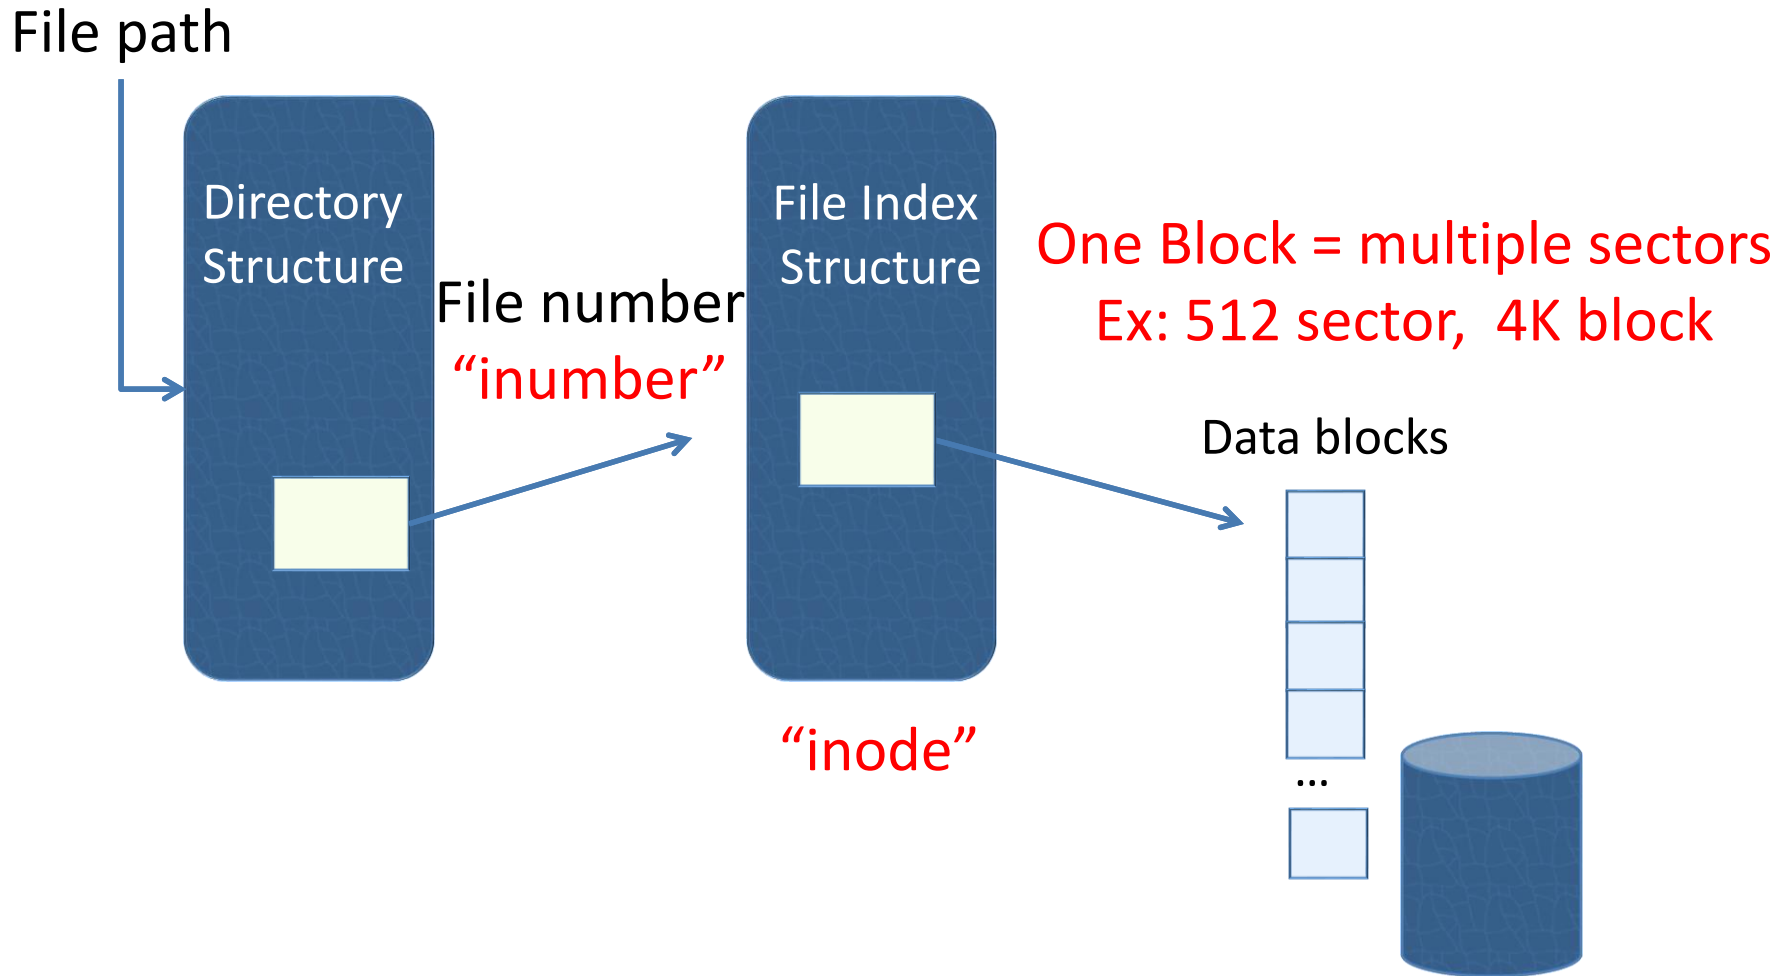 File path
Directory
Structure
File number
“inumber”
File Index
Structure
“inode”
One Block = multiple sectors
Ex: 512 sector,  4K block
Data blocks
...